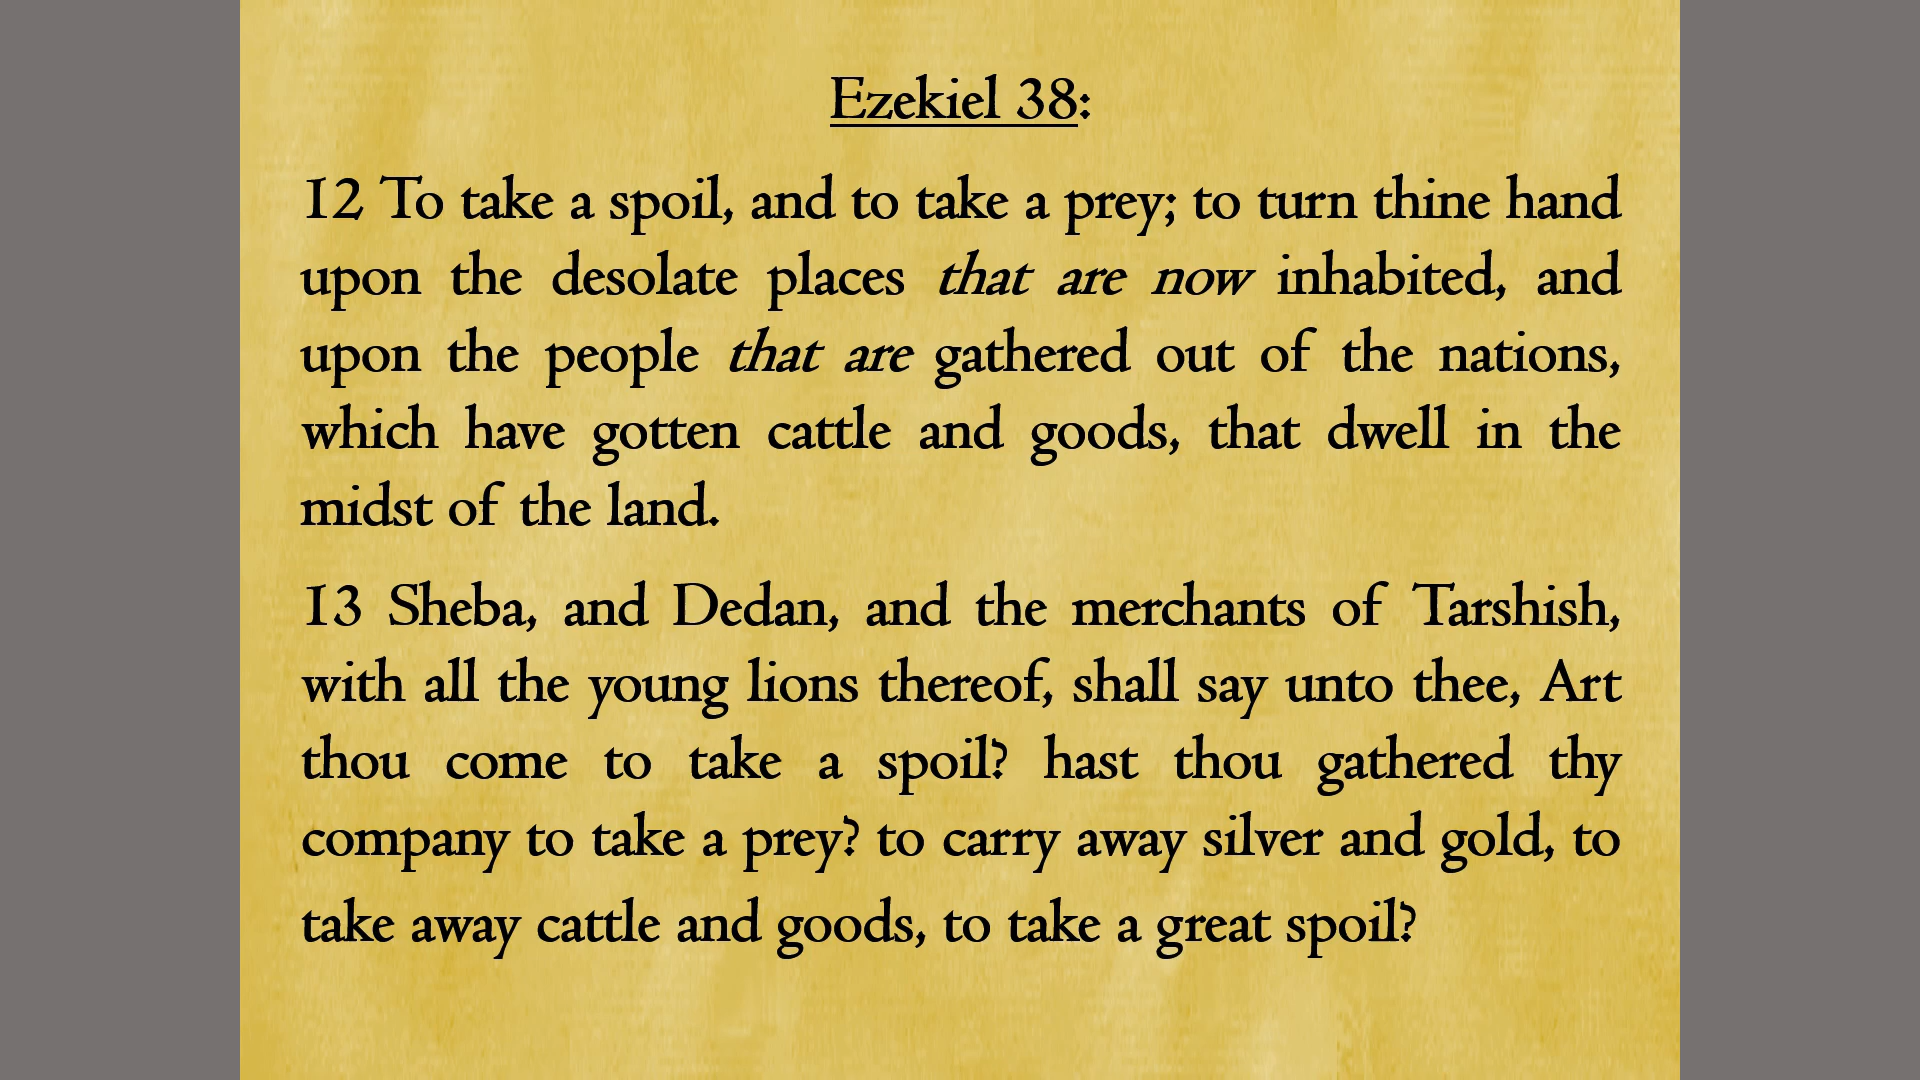 Ezekiel 38:
12 To take a spoil, and to take a prey; to turn thine hand
upon the desolate places that are now inhabited, and
upon the people that are gathered out of the nations,
which have gotten cattle and goods, that dwell in the
midst of the land.
13 Sheba, and Dedan, and the merchants of Tarshish,
with all the young lions thereof, shall say unto thee, Art
thou come to take a spoil? hast thou gathered thy
company to take a prey? to carry away silver and gold, to
take away cattle and goods, to take a great spoil?